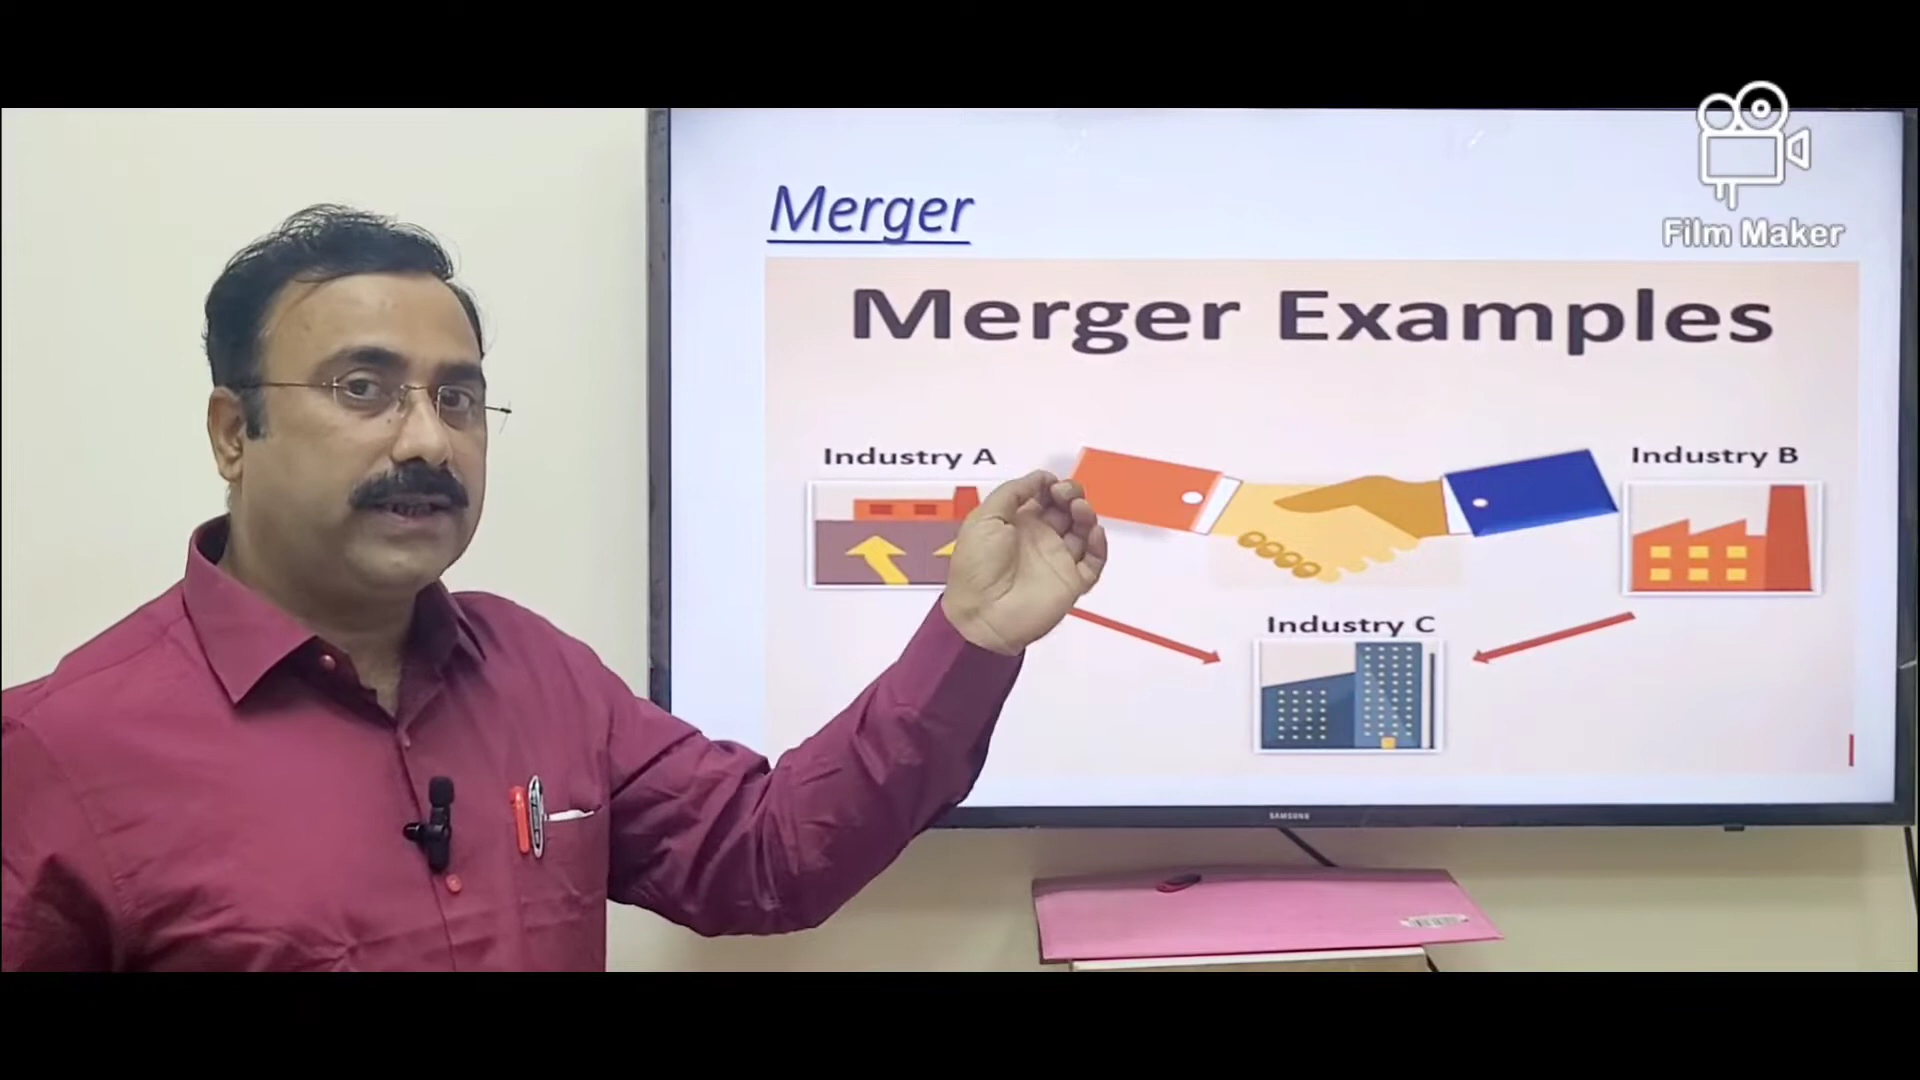 Film Maker
Merger
Merger Examples
Industry A
Industry B
Industry C
SAMSUNG